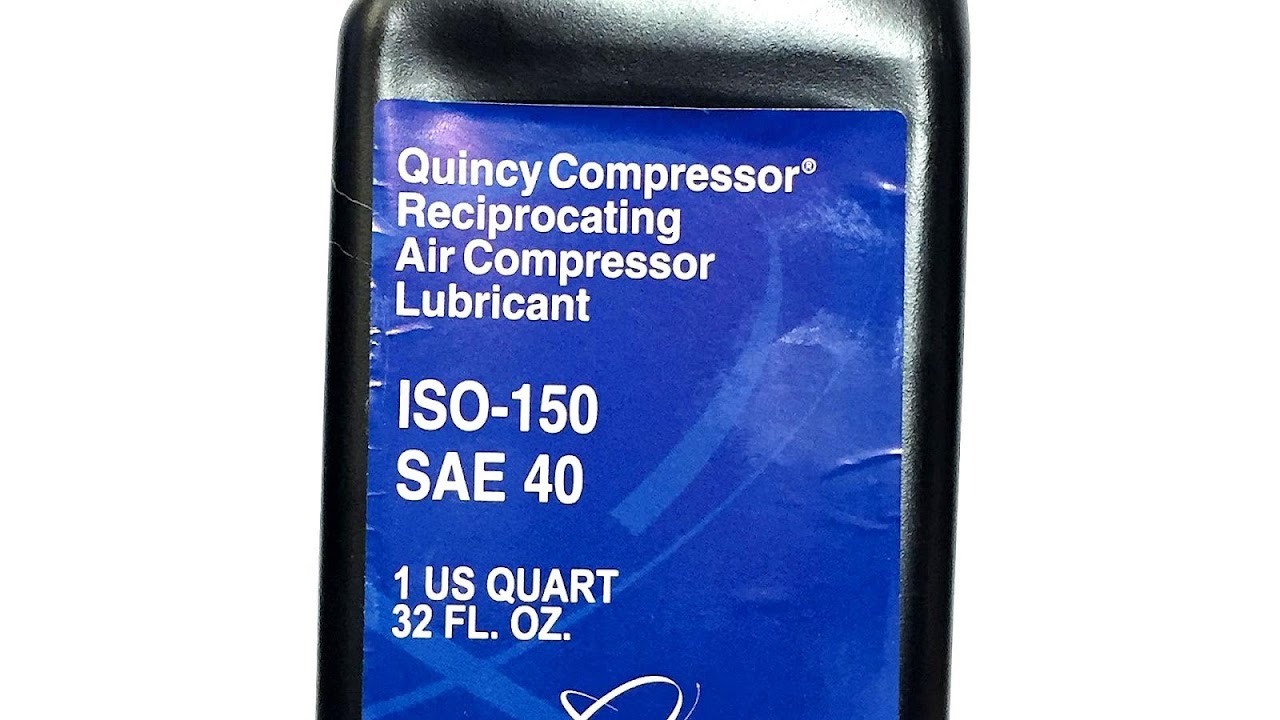 Quincy Compressor®
Reciprocating
Air Compressor
Lubricant
ISO-150
SAE 40
1 US QUART
32 FL. OZ.